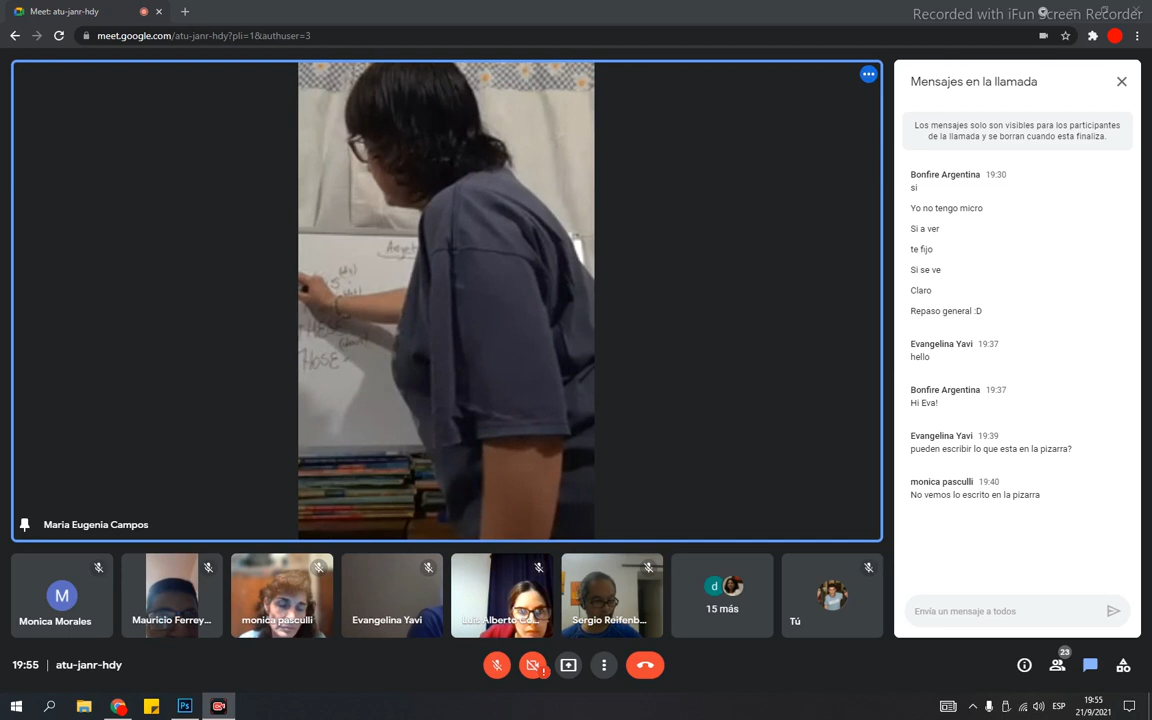 Meet: atu-janr-hdy
Recorded with iFun Screen Recorder
meet.google.com/atu-janr-hdy?pli=1&authuser=3
Mensajes en la llamada
Los mensajes solo son visibles para los participantes
de la llamada y se borran cuando esta finaliza.
Bonfire Argentina 19:30
si
Yo no tengo micro
Si a ver
te fijo
Si se ve
Claro
Repaso general :D
Evangelina Yavi 19:37
hello
Bonfire Argentina 19:37
Hi Eva!
Evangelina Yavi 19:39
pueden escribir lo que esta en la pizarra?
monica pasculli 19:40
No vemos lo escrito en la pizarra
Envía un mensaje a todos
THOSE
Maria Eugenia Campos
M
Monica Morales
Mauricio Ferrey...
monica pasculli
Evangelina Yavi
Luis Alberto Co...
Sergio Reifenb...
d
15 más
Tú
19:55 | atu-janr-hdy
23
Ps
ESP
19:55
21/9/2021